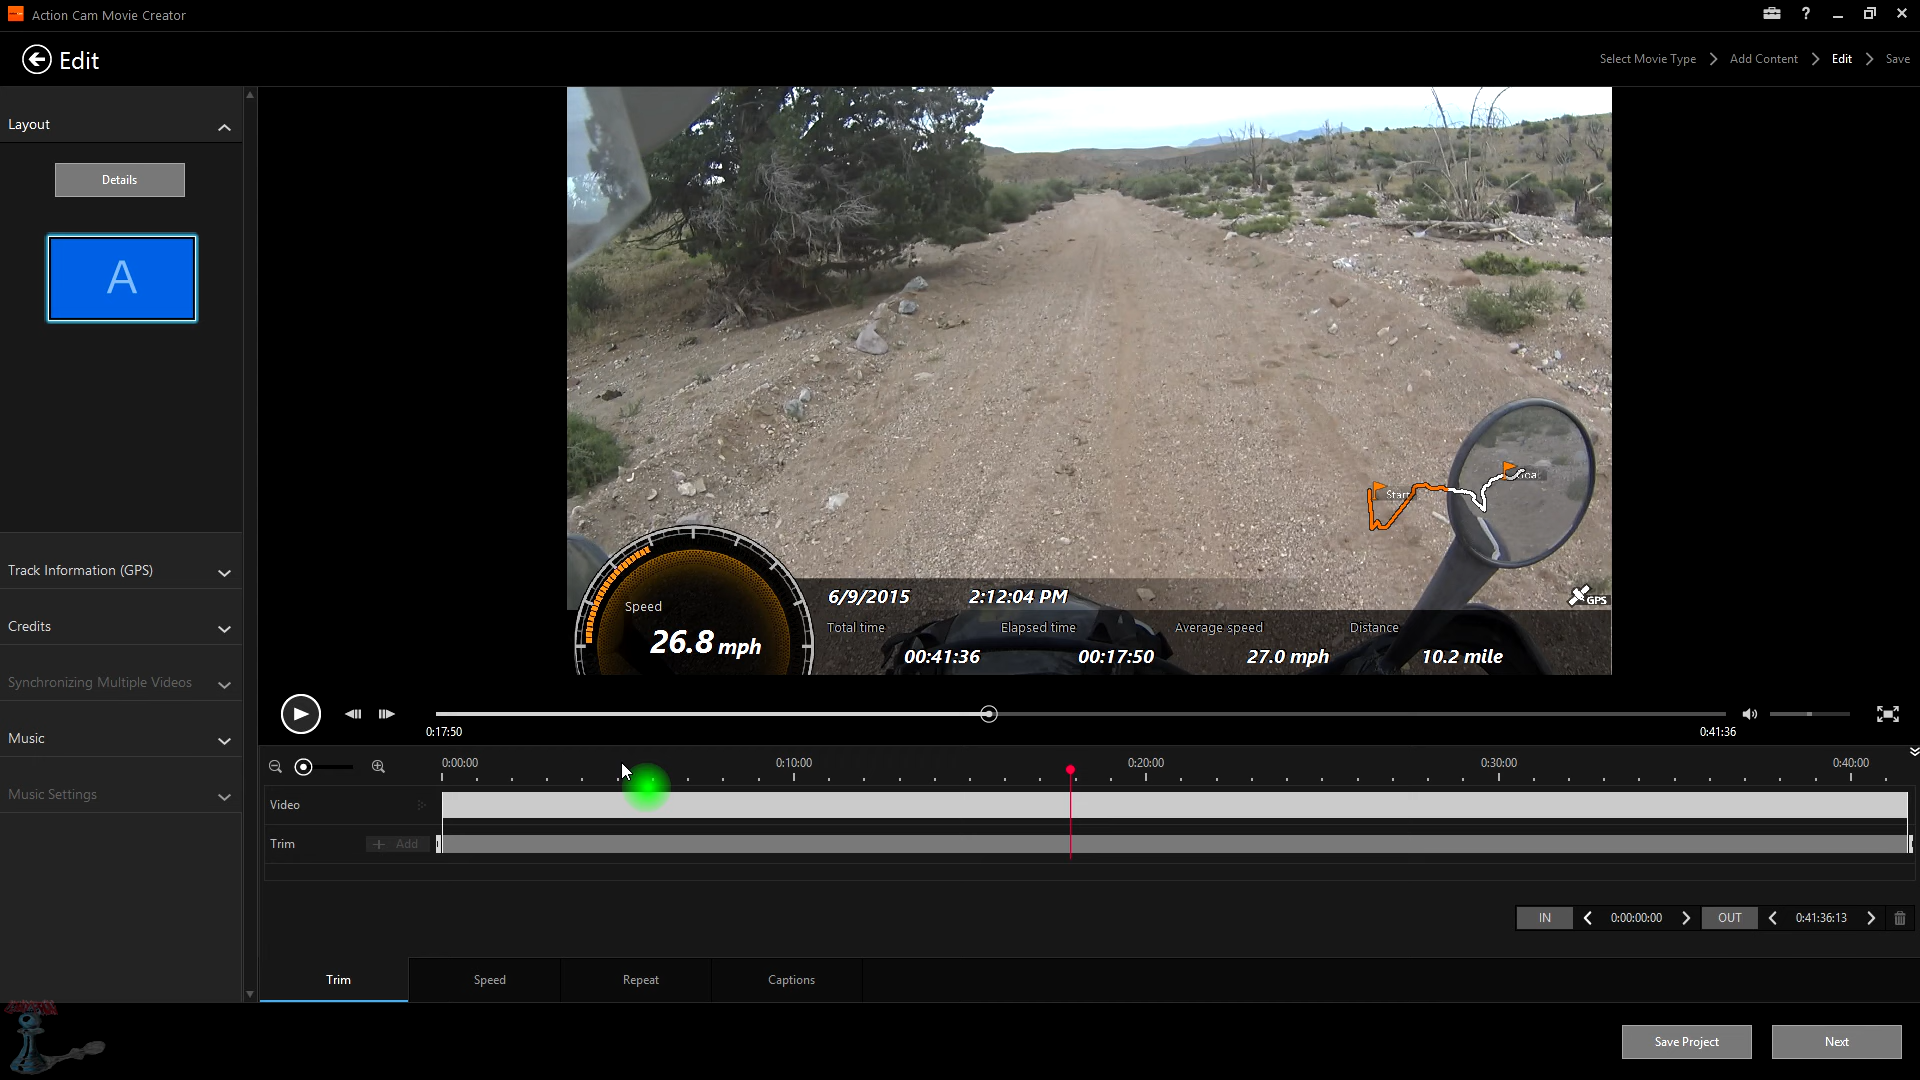 Action Cam Movie Creator
?
Edit
Select Movie Type
Add Content
Edit
Save
Layout
Details
A
Track Information (GPS)
Credits
Synchronizing Multiple Videos
Music
Music Settings
Start
GPS
6/9/2015 2:12:04 PM
Speed
26.8 mph
Total time Elapsed time Average speed Distance
00:41:36 00:17:50 27.0 mph 10.2 mile
0:17:50 0:41:36
0:00:00 0:10:00 0:20:00 0:30:00 0:40:00
Video
Trim + Add
IN 0:00:00:00 OUT 0:41:36:13
Trim Speed Repeat Captions
Save Project Next